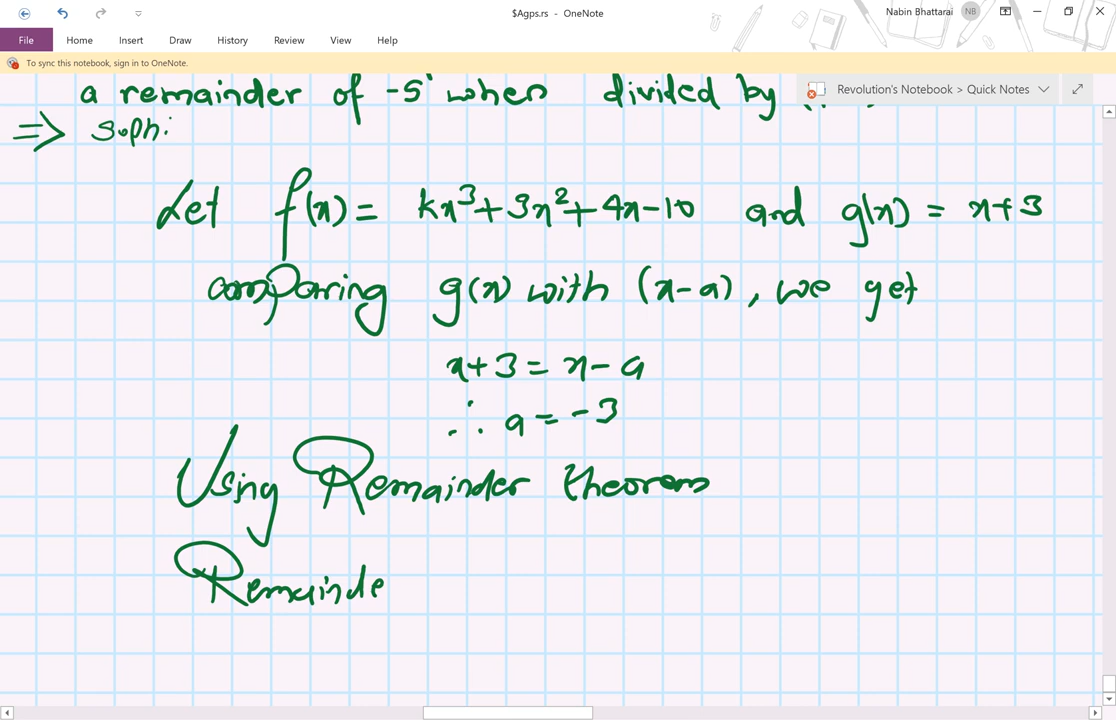 $Agps.rs - OneNote
Nabin Bhattarai NB
File Home Insert Draw History Review View Help
To sync this notebook, sign in to OneNote.
Revolution's Notebook > Quick Notes
a remainder of -5 when divided by
=> Soln:
Let f(x) = kx³+3x²+4x-10 and g(x) = x+3
comparing g(x) with (x-a), we get
x+3 = x-a
∴ a = -3
Using Remainder theorem
Remainde